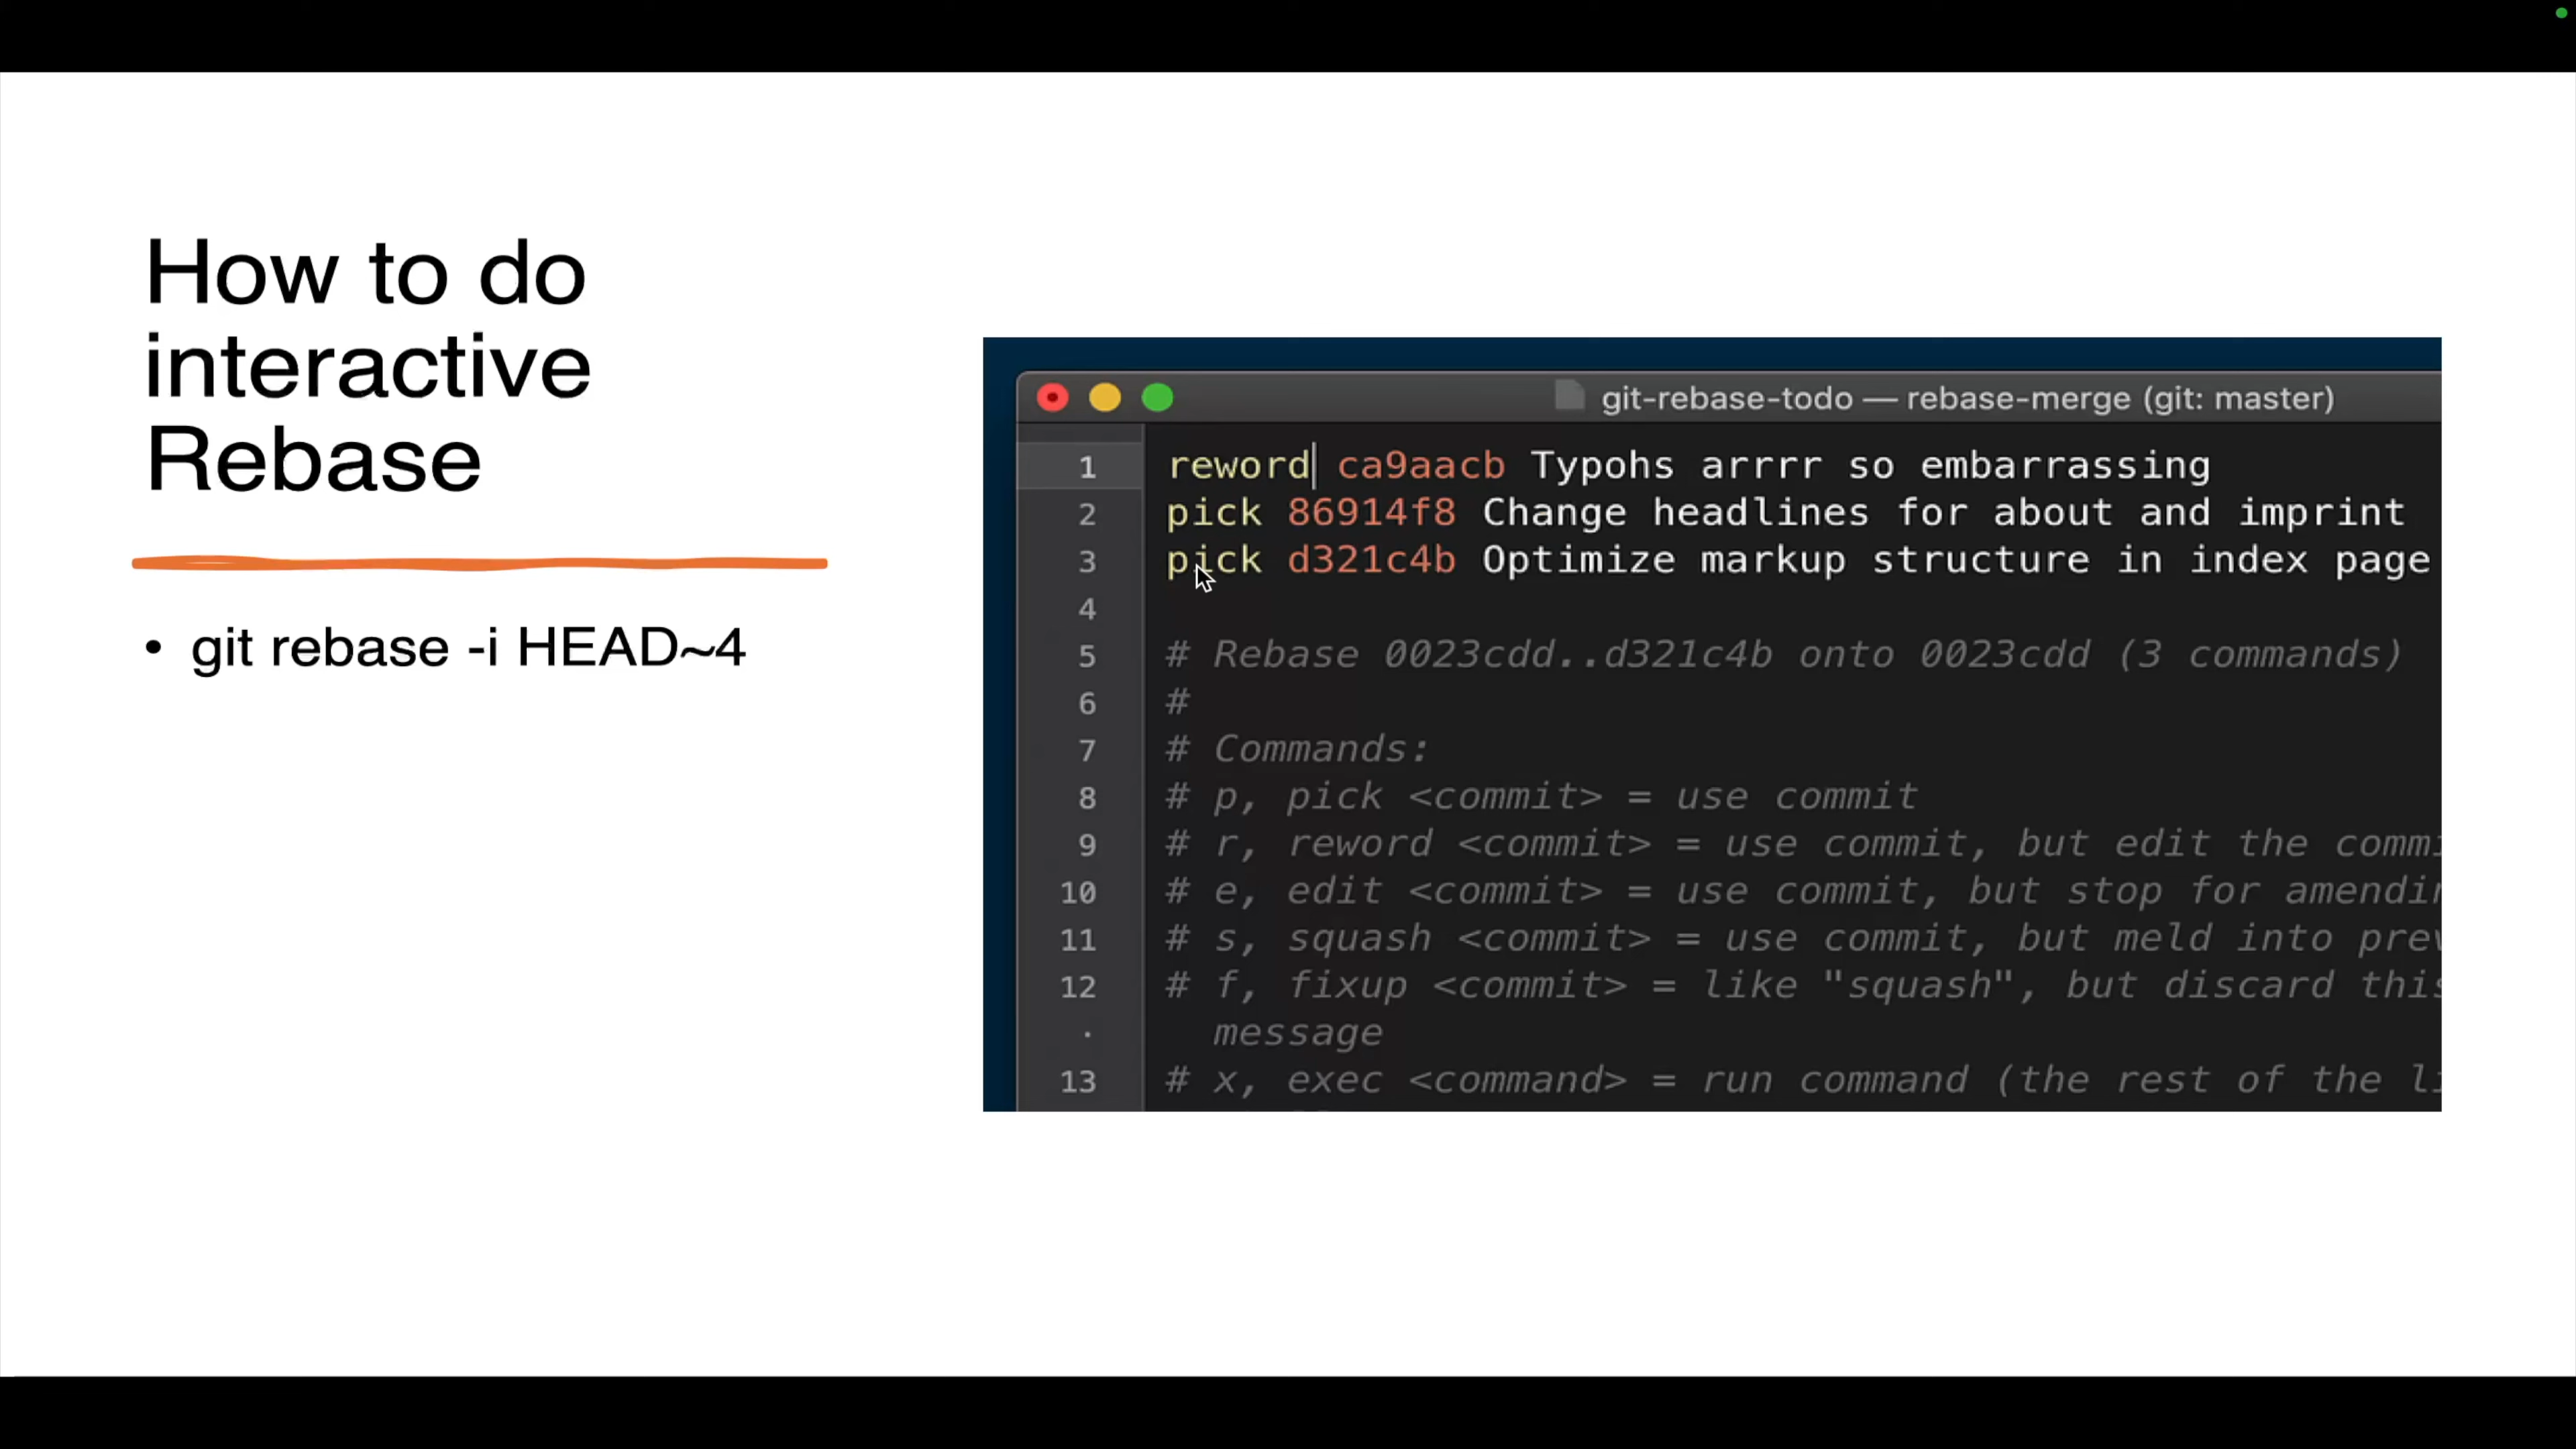 How to do
interactive
Rebase
• git rebase -i HEAD~4
git-rebase-todo — rebase-merge (git: master)
1 reword ca9aacb Typohs arrrr so embarrassing
2 pick 86914f8 Change headlines for about and imprint
3 pick d321c4b Optimize markup structure in index page
4
5 # Rebase 0023cdd..d321c4b onto 0023cdd (3 commands)
6 #
7 # Commands:
8 # p, pick <commit> = use commit
9 # r, reword <commit> = use commit, but edit the comm
10 # e, edit <commit> = use commit, but stop for amendin
11 # s, squash <commit> = use commit, but meld into prev
12 # f, fixup <commit> = like "squash", but discard this
· message
13 # x, exec <command> = run command (the rest of the li